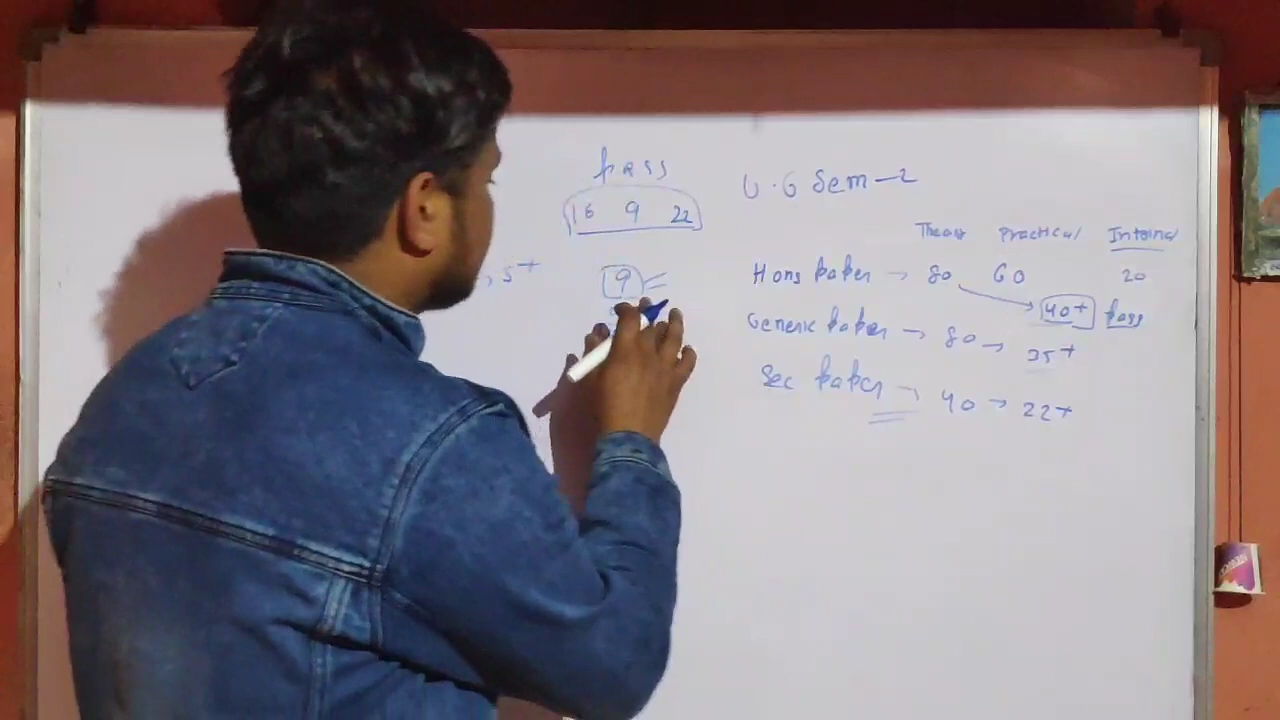 pass
16 9 22
9
, 5+
U.G Sem-2
Theory Practical Internal
Hons paper → 80 60 20
40+ pass
Generic paper → 80 → 35+
Sec paper → 40 → 22+